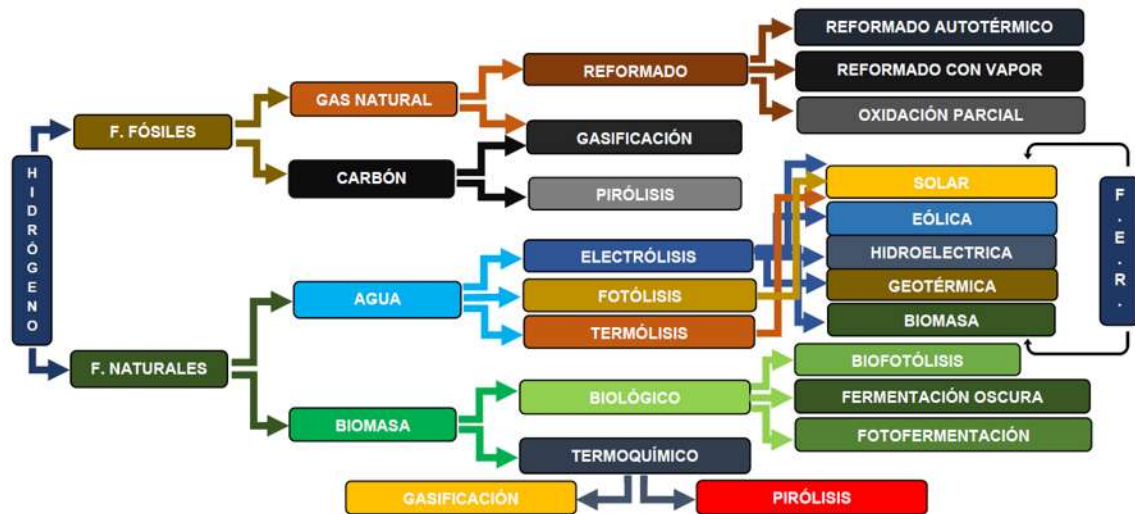 HIDRÓGENO
F. FÓSILES
GAS NATURAL
REFORMADO
REFORMADO AUTOTÉRMICO
REFORMADO CON VAPOR
OXIDACIÓN PARCIAL
GASIFICACIÓN
CARBÓN
PIRÓLISIS
F. NATURALES
AGUA
ELECTRÓLISIS
FOTÓLISIS
TERMÓLISIS
SOLAR
EÓLICA
HIDROELECTRICA
GEOTÉRMICA
BIOMASA
F.E.R.
BIOMASA
BIOLÓGICO
BIOFOTÓLISIS
FERMENTACIÓN OSCURA
FOTOFERMENTACIÓN
TERMOQUÍMICO
GASIFICACIÓN
PIRÓLISIS